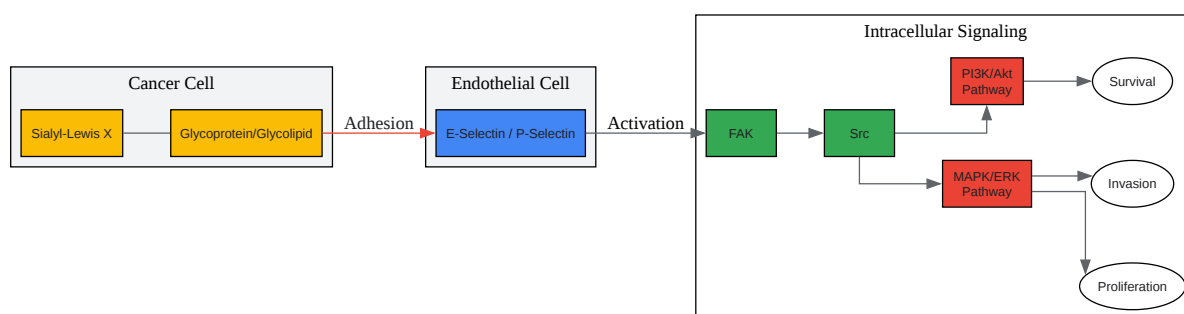 Intracellular Signaling
Cancer Cell
Endothelial Cell
Sialyl-Lewis X
Glycoprotein/Glycolipid
Adhesion
E-Selectin / P-Selectin
Activation
FAK
Src
PI3K/Akt
Pathway
Survival
MAPK/ERK
Pathway
Invasion
Proliferation